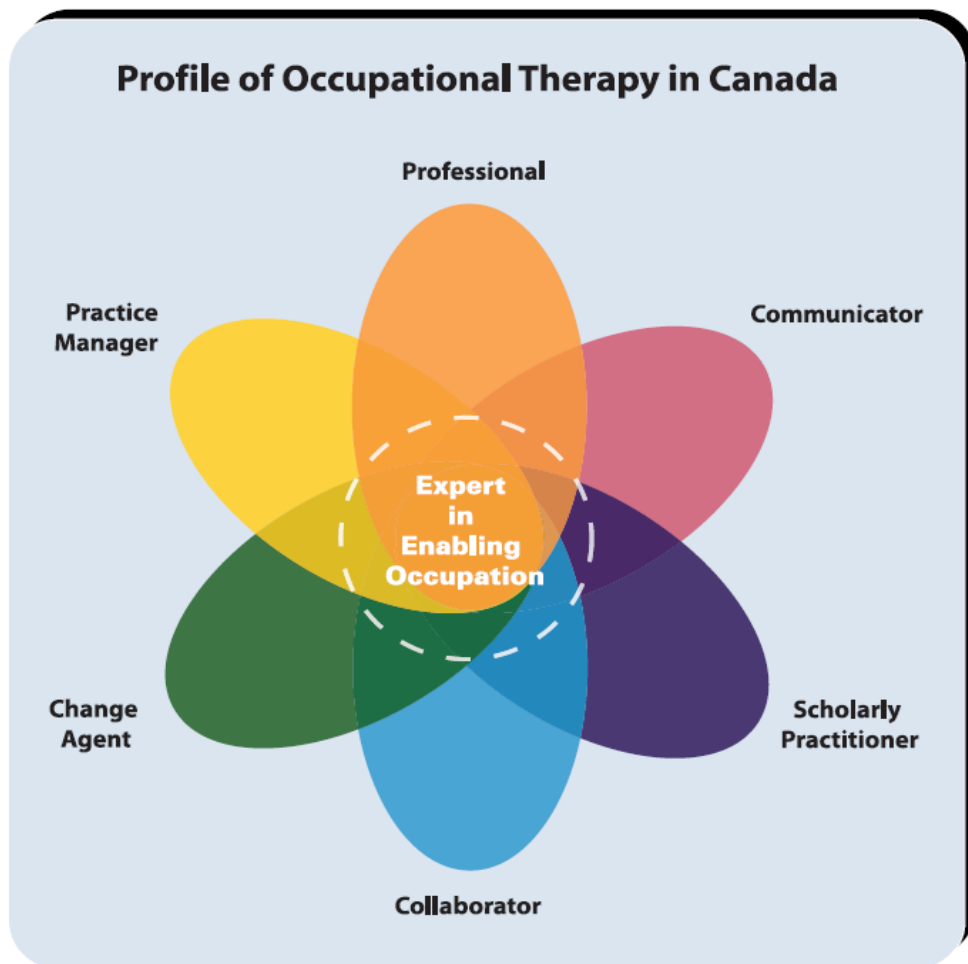 Profile of Occupational Therapy in Canada
Professional
Practice
Manager
Communicator
Expert
in
Enabling
Occupation
Change
Agent
Scholarly
Practitioner
Collaborator